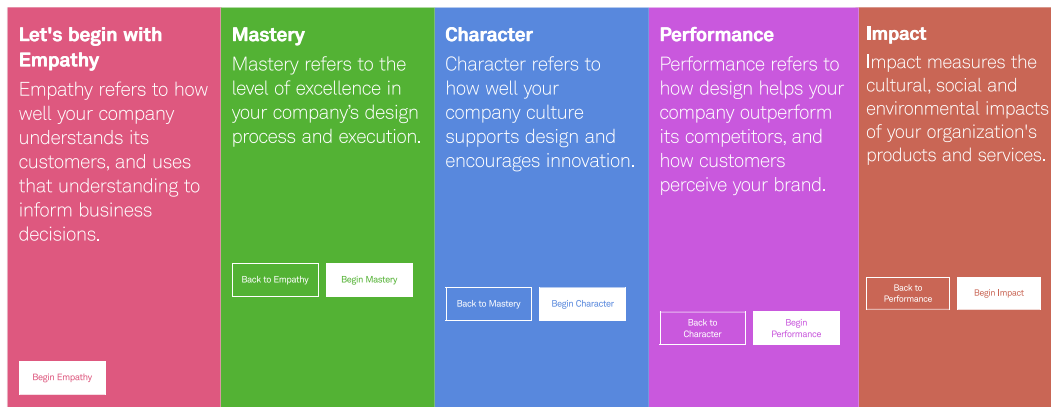 Let's begin with
Empathy
Empathy refers to how
well your company
understands its
customers, and uses
that understanding to
inform business
decisions.
Begin Empathy
Mastery
Mastery refers to the
level of excellence in
your company's design
process and execution.
Back to Empathy
Begin Mastery
Character
Character refers to
how well your
company culture
supports design and
encourages innovation.
Back to Mastery
Begin Character
Performance
Performance refers to
how design helps your
company outperform
its competitors, and
how customers
perceive your brand.
Back to
Character
Begin
Performance
Impact
Impact measures the
cultural, social and
environmental impacts
of your organization's
products and services.
Back to
Performance
Begin Impact